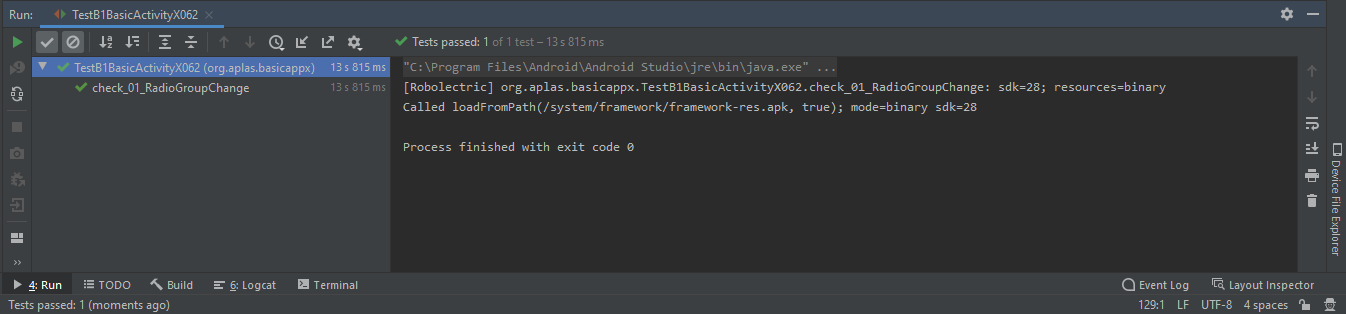 Run: TestB1BasicActivityX062
Tests passed: 1 of 1 test – 13 s 815 ms
TestB1BasicActivityX062 (org.aplas.basicappx) 13 s 815 ms
check_01_RadioGroupChange 13 s 815 ms
"C:\Program Files\Android\Android Studio\jre\bin\java.exe" ...
[Robolectric] org.aplas.basicappx.TestB1BasicActivityX062.check_01_RadioGroupChange: sdk=28; resources=binary
Called loadFromPath(/system/framework/framework-res.apk, true); mode=binary sdk=28
Process finished with exit code 0
Device File Explorer
4: Run TODO Build 6: Logcat Terminal Event Log Layout Inspector
Tests passed: 1 (moments ago) 129:1 LF UTF-8 4 spaces